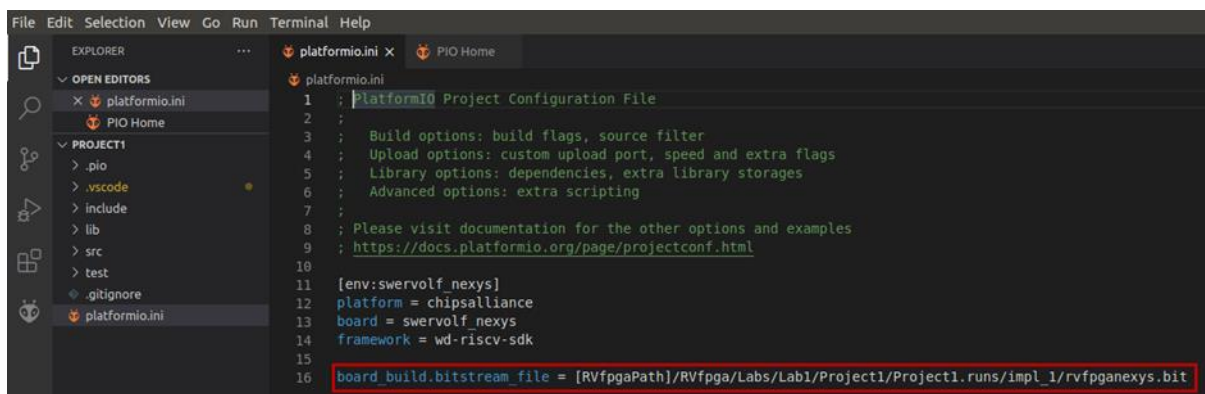 File Edit Selection View Go Run Terminal Help
EXPLORER ...
OPEN EDITORS
platformio.ini
PIO Home
PROJECT1
.pio
.vscode
include
lib
src
test
.gitignore
platformio.ini
platformio.ini PIO Home
platformio.ini
1 ; PlatformIO Project Configuration File
2 ;
3 ;   Build options: build flags, source filter
4 ;   Upload options: custom upload port, speed and extra flags
5 ;   Library options: dependencies, extra library storages
6 ;   Advanced options: extra scripting
7 ;
8 ; Please visit documentation for the other options and examples
9 ; https://docs.platformio.org/page/projectconf.html
10
11 [env:swervolf_nexys]
12 platform = chipsalliance
13 board = swervolf_nexys
14 framework = wd-riscv-sdk
15
16 board_build.bitstream_file = [RVfpgaPath]/RVfpga/Labs/Lab1/Project1/Project1.runs/impl_1/rvfpganexys.bit